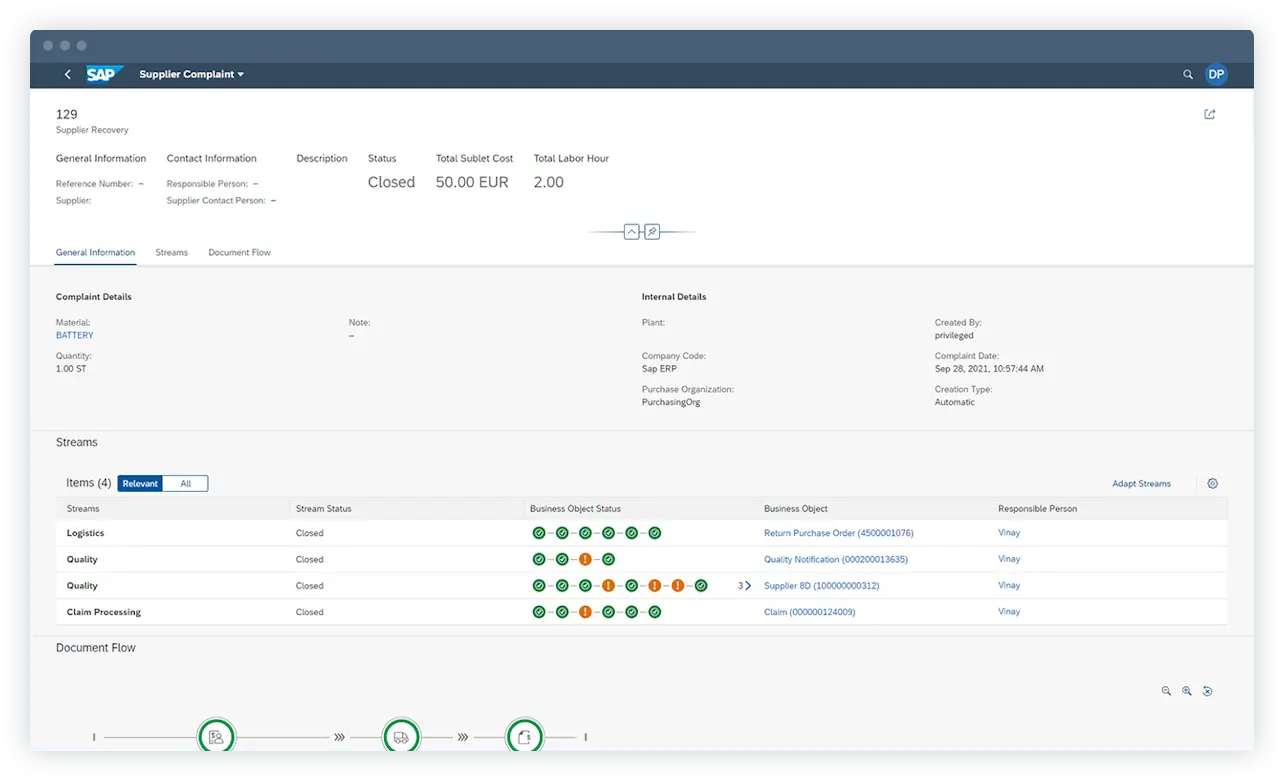 SAP Supplier Complaint
DP
129
Supplier Recovery
General Information Contact Information Description Status Total Sublet Cost Total Labor Hour
Reference Number: – Responsible Person: – Closed 50.00 EUR 2.00
Supplier: Supplier Contact Person: –
General Information Streams Document Flow
Complaint Details Internal Details
Material: Note: Plant: Created By:
BATTERY – privileged
Quantity: Company Code: Complaint Date:
1.00 ST Sap ERP Sep 28, 2021, 10:57:44 AM
Purchase Organization: Creation Type:
PurchasingOrg Automatic
Streams
Items (4) Relevant All Adapt Streams
Streams Stream Status Business Object Status Business Object Responsible Person
Logistics Closed Return Purchase Order (4500001076) Vinay
Quality Closed Quality Notification (000200013635) Vinay
Quality Closed 3 Supplier 8D (100000000312) Vinay
Claim Processing Closed Claim (000000124009) Vinay
Document Flow